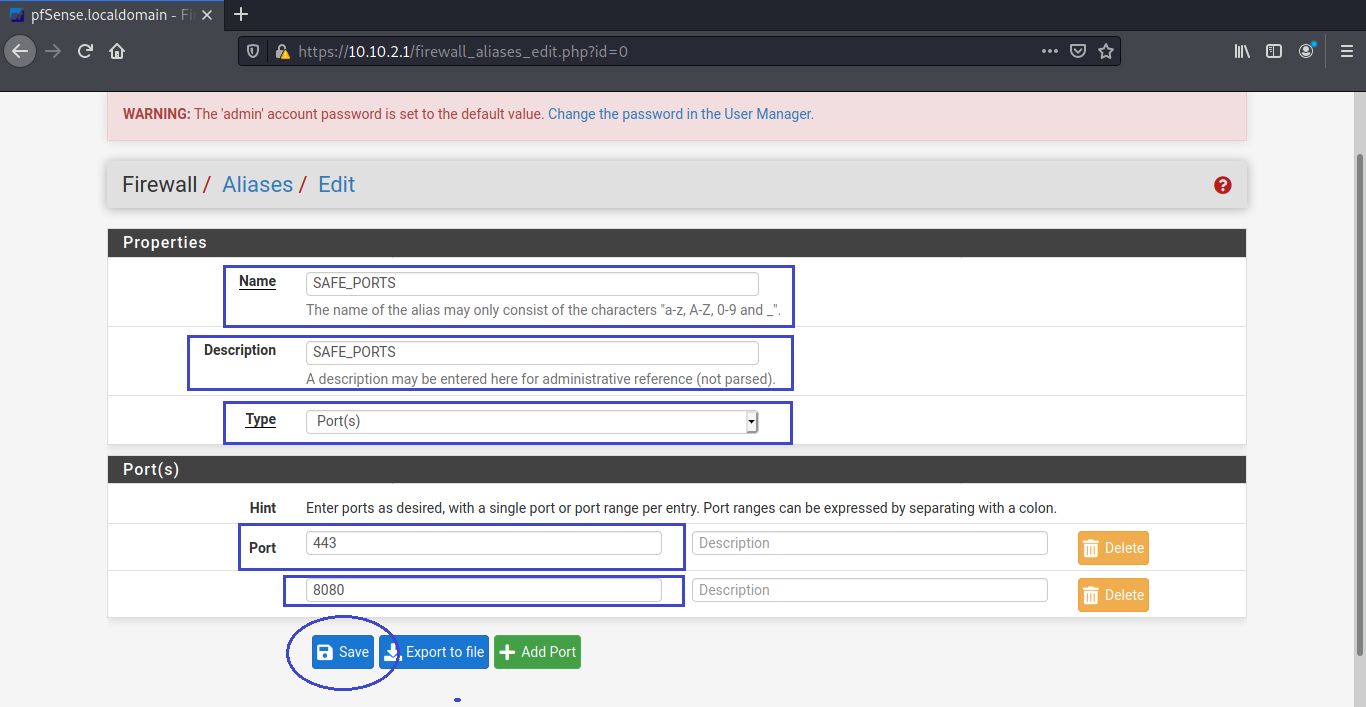 pfSense.localdomain - Fi
https://10.10.2.1/firewall_aliases_edit.php?id=0
WARNING: The 'admin' account password is set to the default value. Change the password in the User Manager.
Firewall / Aliases / Edit
Properties
Name
SAFE_PORTS
The name of the alias may only consist of the characters "a-z, A-Z, 0-9 and _".
Description
SAFE_PORTS
A description may be entered here for administrative reference (not parsed).
Type
Port(s)
Port(s)
Hint Enter ports as desired, with a single port or port range per entry. Port ranges can be expressed by separating with a colon.
Port 443 Description Delete
8080 Description Delete
Save Export to file Add Port